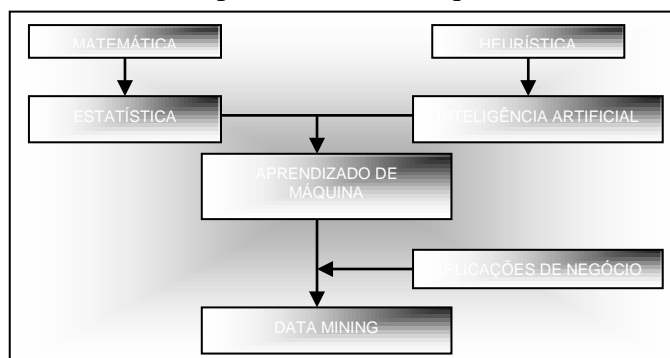 MATEMÁTICA
HEURÍSTICA
ESTATÍSTICA
INTELIGÊNCIA ARTIFICIAL
APRENDIZADO DE
MÁQUINA
APLICAÇÕES DE NEGÓCIO
DATA MINING